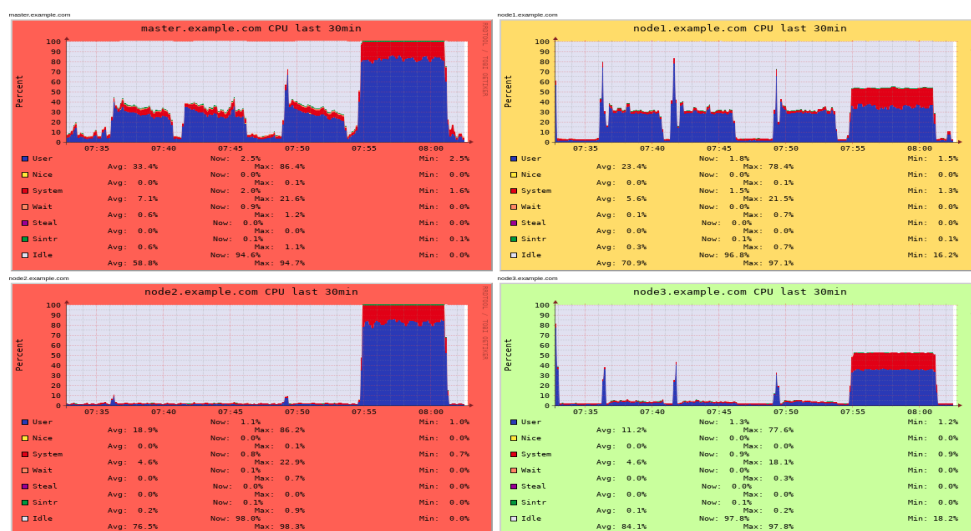 master.example.com
master.example.com CPU last 30min
Percent
100
90
80
70
60
50
40
30
20
10
0
07:35 07:40 07:45 07:50 07:55 08:00
RRDTOOL / TOBI OETIKER
User Now: 2.5% Min: 2.5%
Avg: 33.4% Max: 86.4%
Nice Now: 0.0% Min: 0.0%
Avg: 0.0% Max: 0.1%
System Now: 2.0% Min: 1.6%
Avg: 7.1% Max: 21.6%
Wait Now: 0.9% Min: 0.0%
Avg: 0.6% Max: 1.2%
Steal Now: 0.0% Min: 0.0%
Avg: 0.0% Max: 0.0%
Sintr Now: 0.1% Min: 0.1%
Avg: 0.6% Max: 1.1%
Idle Now: 94.6% Min: 0.0%
Avg: 58.8% Max: 94.7%
node1.example.com
node1.example.com CPU last 30min
Percent
100
90
80
70
60
50
40
30
20
10
0
07:35 07:40 07:45 07:50 07:55 08:00
User Now: 1.8% Min: 1.5%
Avg: 23.4% Max: 78.4%
Nice Now: 0.0% Min: 0.0%
Avg: 0.0% Max: 0.1%
System Now: 1.5% Min: 1.3%
Avg: 5.6% Max: 21.5%
Wait Now: 0.0% Min: 0.0%
Avg: 0.1% Max: 0.7%
Steal Now: 0.0% Min: 0.0%
Avg: 0.0% Max: 0.0%
Sintr Now: 0.1% Min: 0.0%
Avg: 0.3% Max: 0.7%
Idle Now: 96.8% Min: 16.2%
Avg: 70.9% Max: 97.1%
node2.example.com
node2.example.com CPU last 30min
Percent
100
90
80
70
60
50
40
30
20
10
0
07:35 07:40 07:45 07:50 07:55 08:00
RRDTOOL / TOBI OETIKER
User Now: 1.1% Min: 1.0%
Avg: 18.9% Max: 86.2%
Nice Now: 0.0% Min: 0.0%
Avg: 0.0% Max: 0.1%
System Now: 0.8% Min: 0.7%
Avg: 4.6% Max: 22.9%
Wait Now: 0.1% Min: 0.0%
Avg: 0.0% Max: 0.7%
Steal Now: 0.0% Min: 0.0%
Avg: 0.0% Max: 0.0%
Sintr Now: 0.1% Min: 0.0%
Avg: 0.2% Max: 0.9%
Idle Now: 98.0% Min: 0.0%
Avg: 76.5% Max: 98.3%
node3.example.com
node3.example.com CPU last 30min
Percent
100
90
80
70
60
50
40
30
20
10
0
07:35 07:40 07:45 07:50 07:55 08:00
User Now: 1.3% Min: 1.2%
Avg: 11.2% Max: 77.6%
Nice Now: 0.0% Min: 0.0%
Avg: 0.0% Max: 0.0%
System Now: 0.9% Min: 0.9%
Avg: 4.6% Max: 18.1%
Wait Now: 0.0% Min: 0.0%
Avg: 0.0% Max: 0.3%
Steal Now: 0.0% Min: 0.0%
Avg: 0.0% Max: 0.0%
Sintr Now: 0.1% Min: 0.0%
Avg: 0.1% Max: 0.2%
Idle Now: 97.8% Min: 18.2%
Avg: 84.1% Max: 97.8%